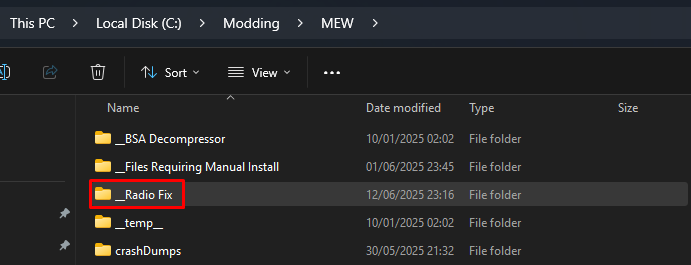 This PC > Local Disk (C:) > Modding > MEW >
Sort View ...
Name Date modified Type Size
__BSA Decompressor 10/01/2025 02:02 File folder
__Files Requiring Manual Install 01/06/2025 23:45 File folder
__Radio Fix 12/06/2025 23:16 File folder
__temp__ 10/01/2025 02:02 File folder
crashDumps 30/05/2025 21:32 File folder